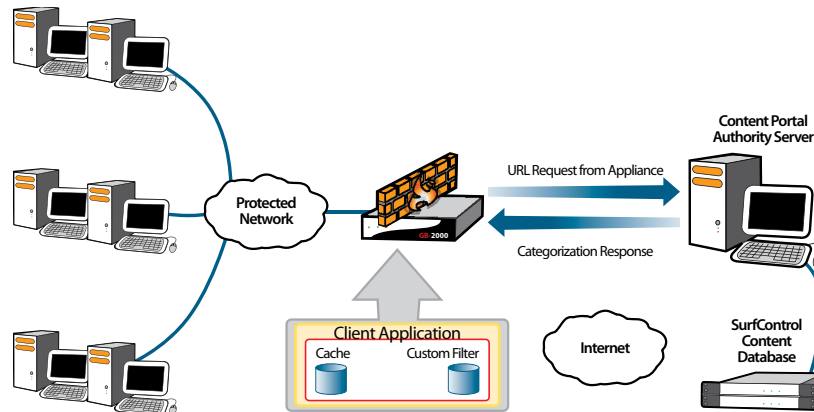 Content Portal
Authority Server
URL Request from Appliance
Protected
Network
GB-2000
Categorization Response
Client Application
Cache
Custom Filter
Internet
SurfControl
Content
Database